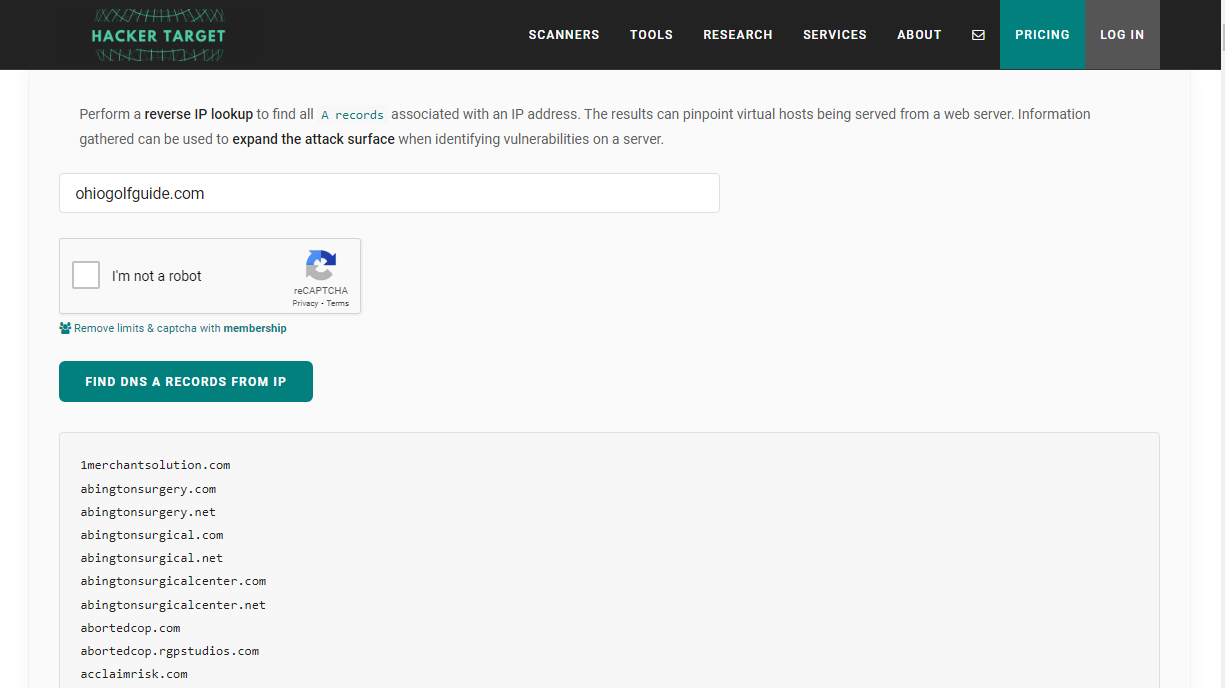 HACKER TARGET
SCANNERS TOOLS RESEARCH SERVICES ABOUT PRICING LOG IN
Perform a reverse IP lookup to find all A records associated with an IP address. The results can pinpoint virtual hosts being served from a web server. Information
gathered can be used to expand the attack surface when identifying vulnerabilities on a server.
ohiogolfguide.com
I'm not a robot
reCAPTCHA
Privacy - Terms
Remove limits & captcha with membership
FIND DNS A RECORDS FROM IP
1merchantsolution.com
abingtonsurgery.com
abingtonsurgery.net
abingtonsurgical.com
abingtonsurgical.net
abingtonsurgicalcenter.com
abingtonsurgicalcenter.net
abortedcop.com
abortedcop.rgpstudios.com
acclaimrisk.com